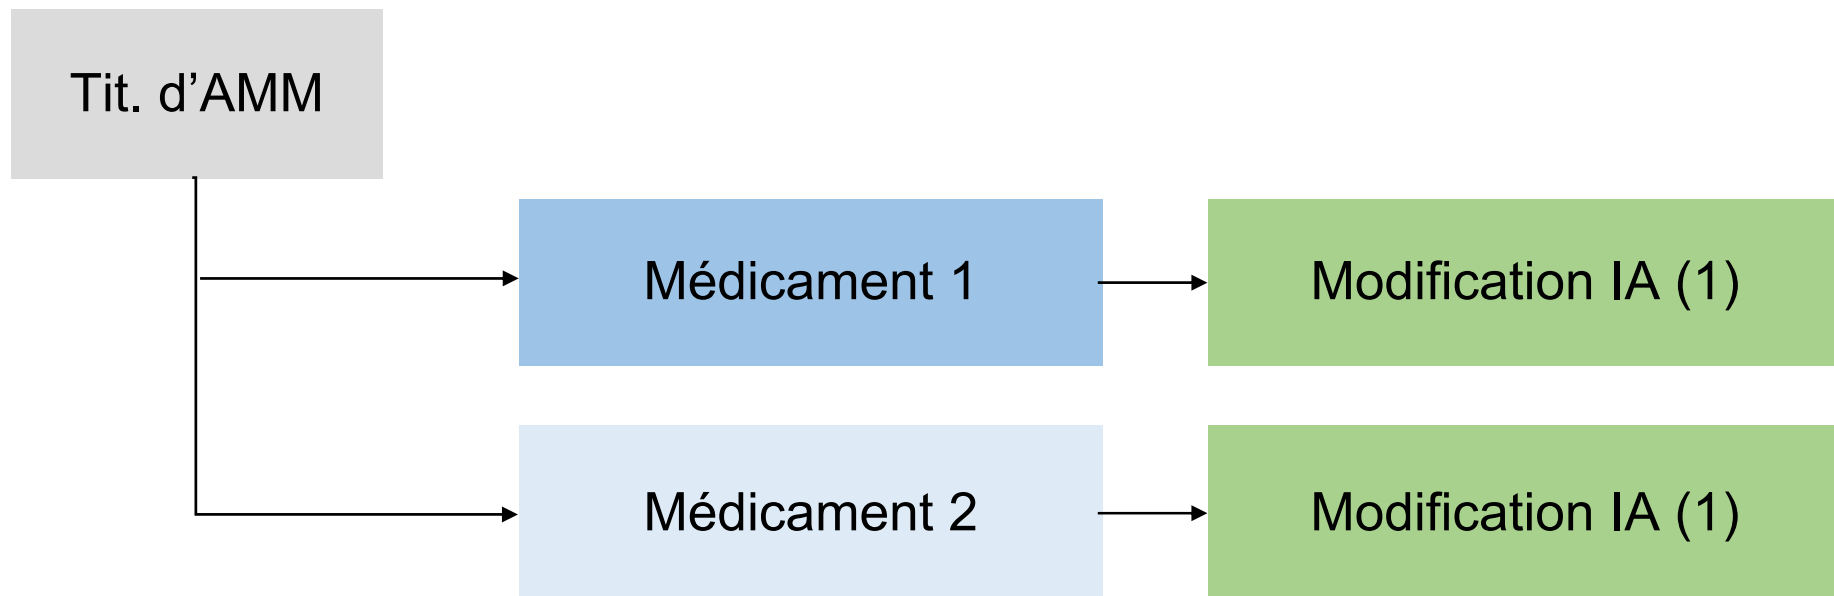 Tit. d’AMM
Médicament 1
Modification IA (1)
Médicament 2
Modification IA (1)